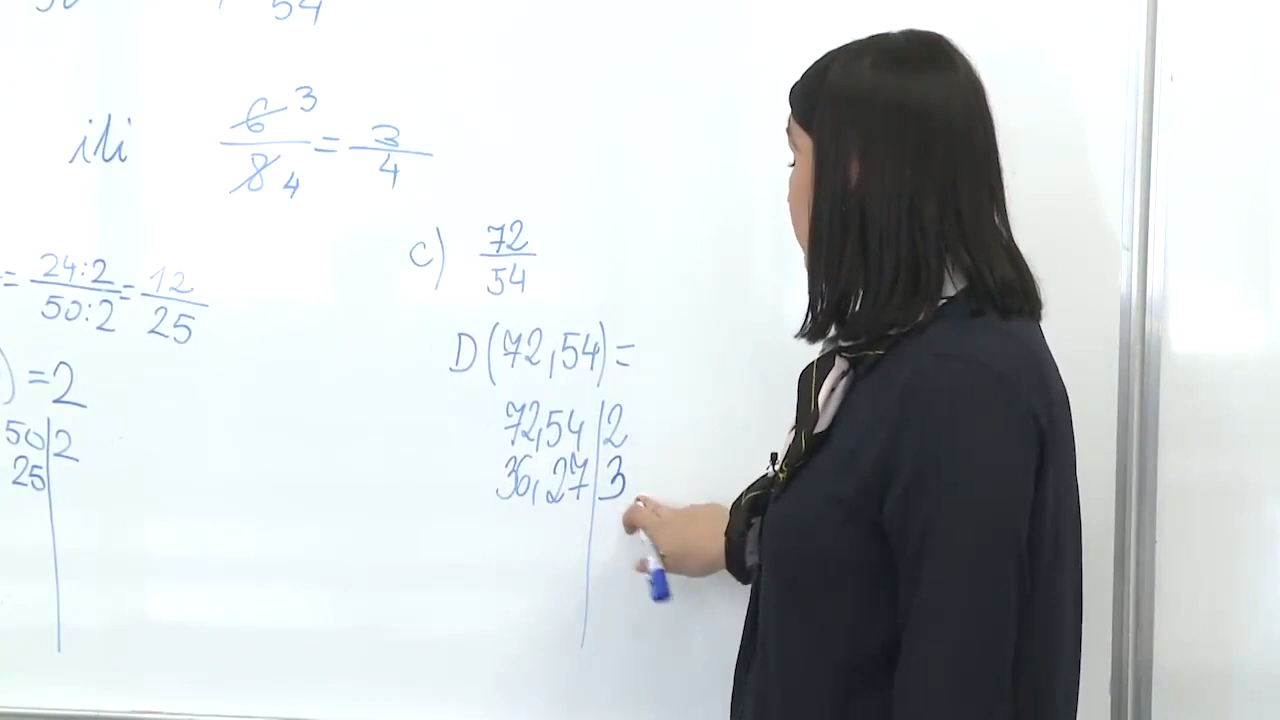 54
ili 6/8 3 4 = 3/4
= 24:2/50:2 = 12/25
) = 2
50 | 2
25
c) 72/54
D(72,54) =
72,54 | 2
36,27 | 3